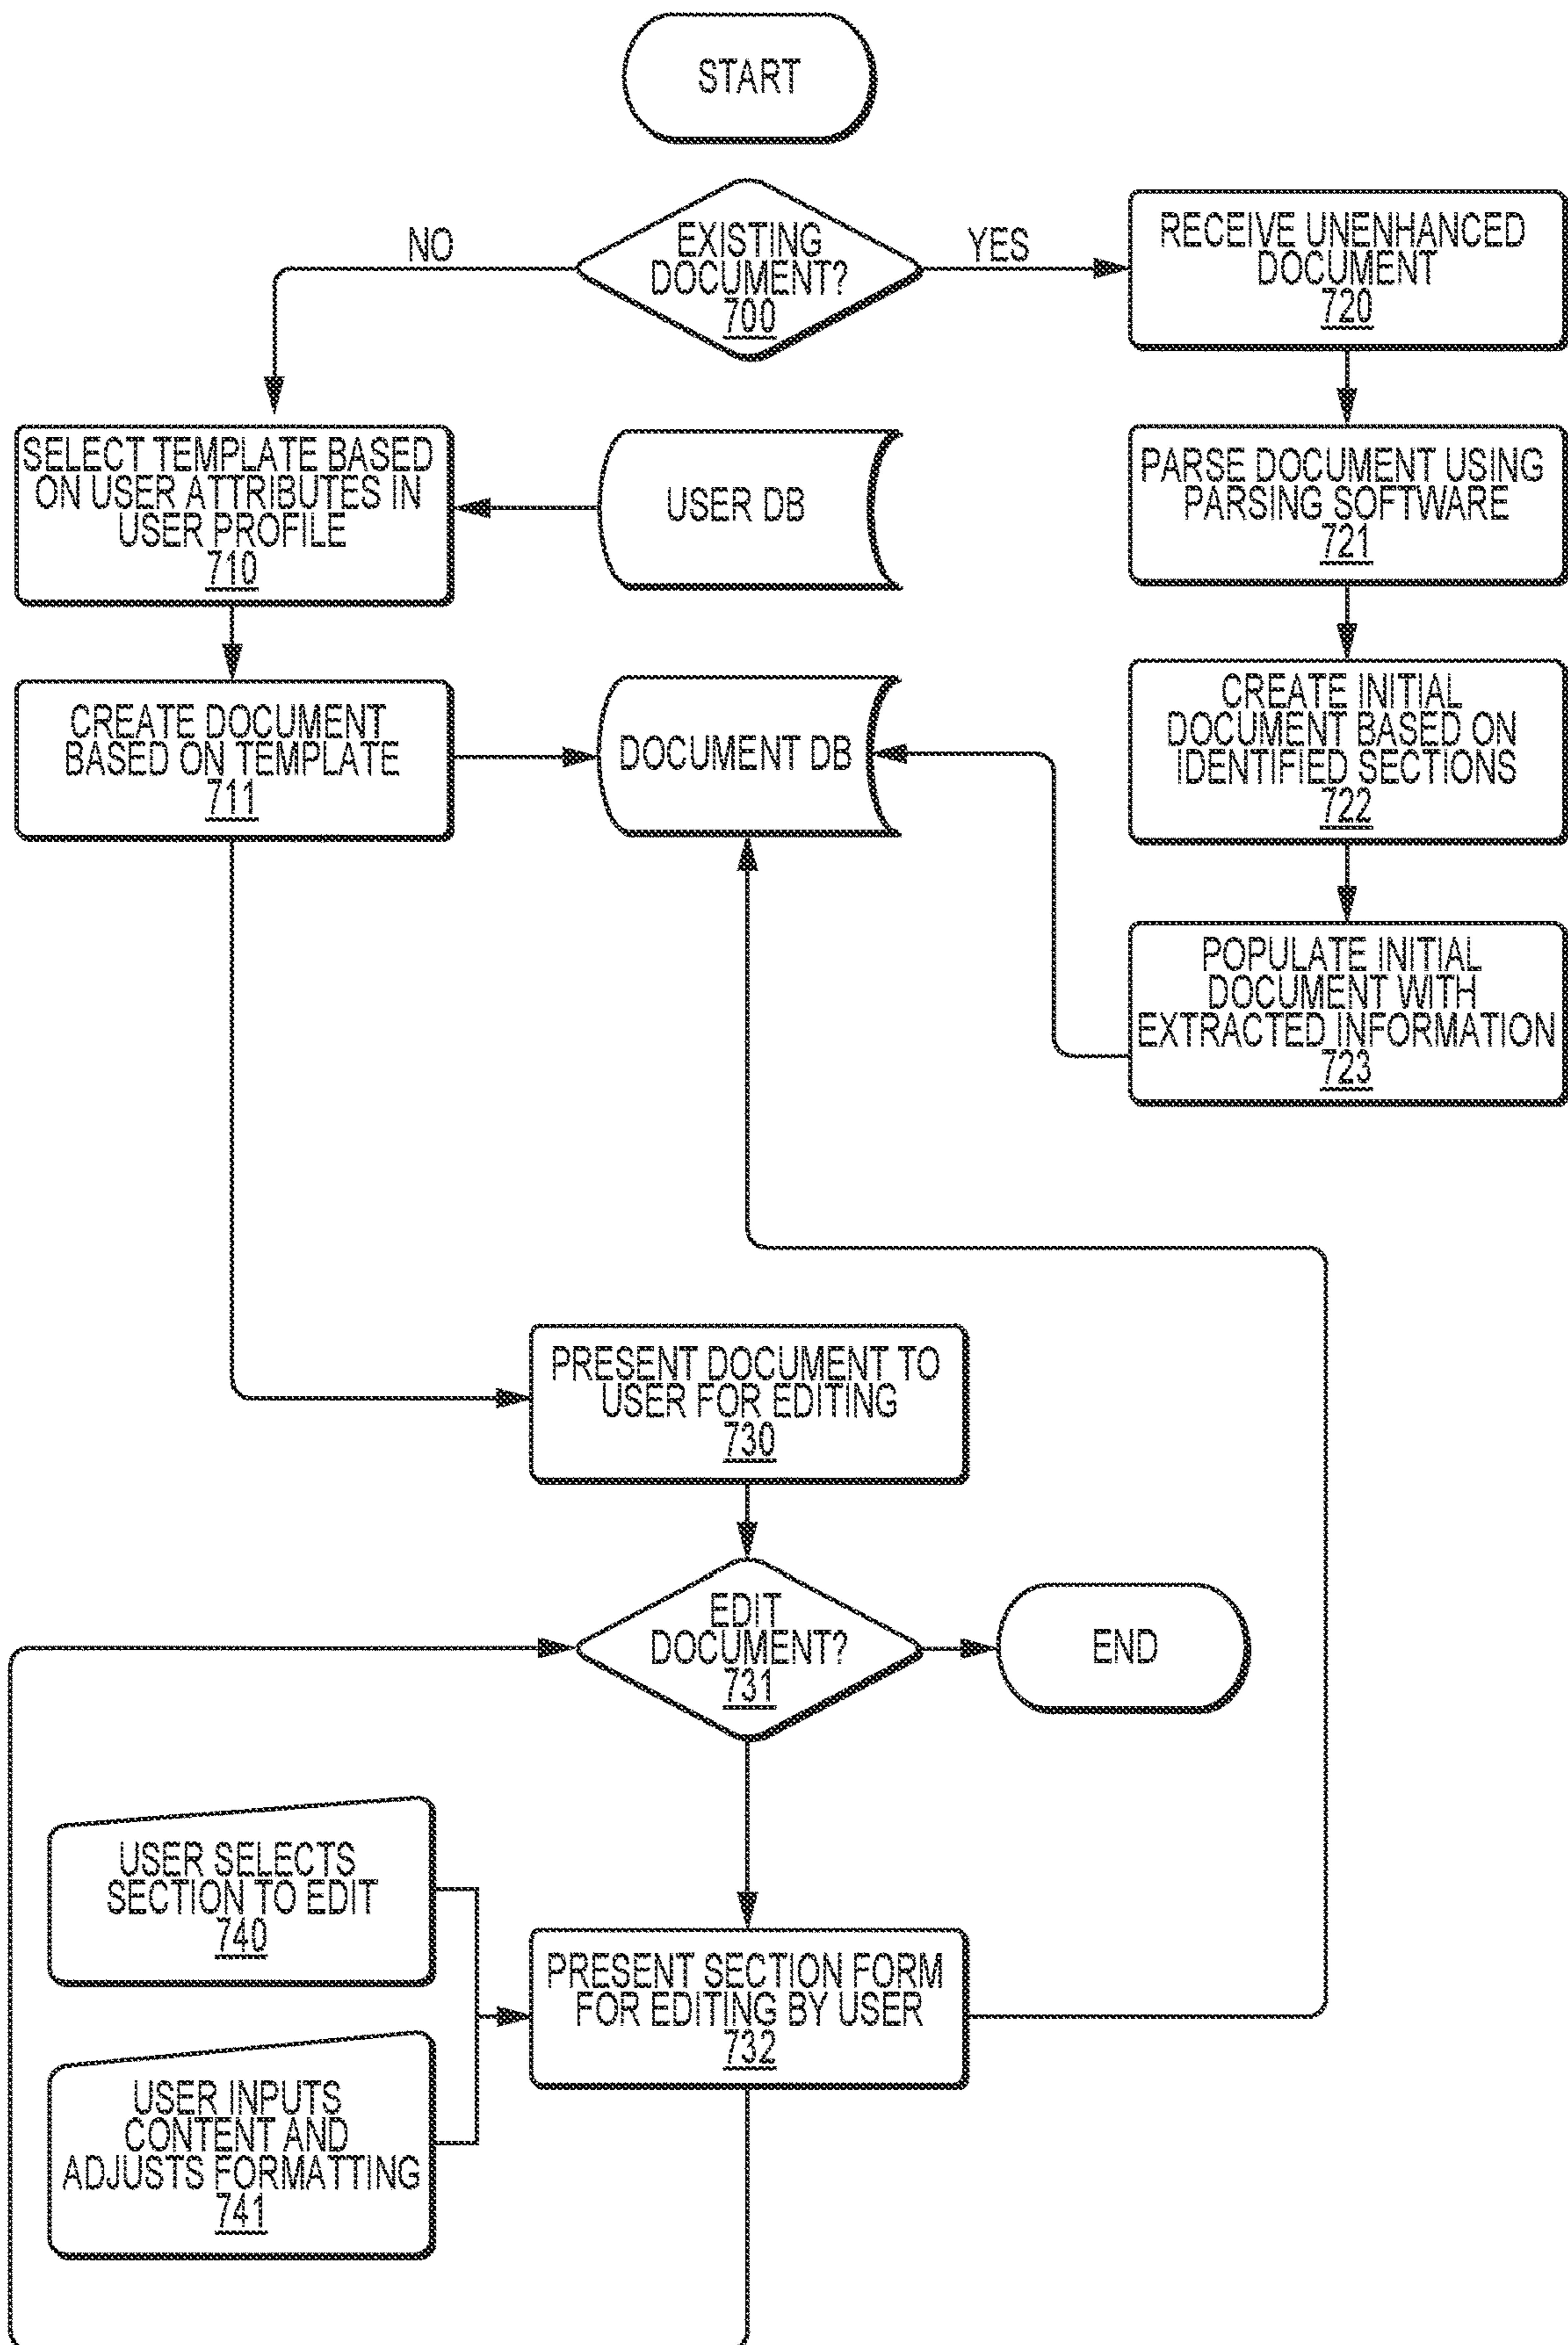 START
EXISTING
DOCUMENT?
700
NO
YES
RECEIVE UNENHANCED
DOCUMENT
720
SELECT TEMPLATE BASED
ON USER ATTRIBUTES IN
USER PROFILE
710
USER DB
PARSE DOCUMENT USING
PARSING SOFTWARE
721
CREATE DOCUMENT
BASED ON TEMPLATE
711
DOCUMENT DB
CREATE INITIAL
DOCUMENT BASED ON
IDENTIFIED SECTIONS
722
POPULATE INITIAL
DOCUMENT WITH
EXTRACTED INFORMATION
723
PRESENT DOCUMENT TO
USER FOR EDITING
730
EDIT
DOCUMENT?
731
END
USER SELECTS
SECTION TO EDIT
740
PRESENT SECTION FORM
FOR EDITING BY USER
732
USER INPUTS
CONTENT AND
ADJUSTS FORMATTING
741